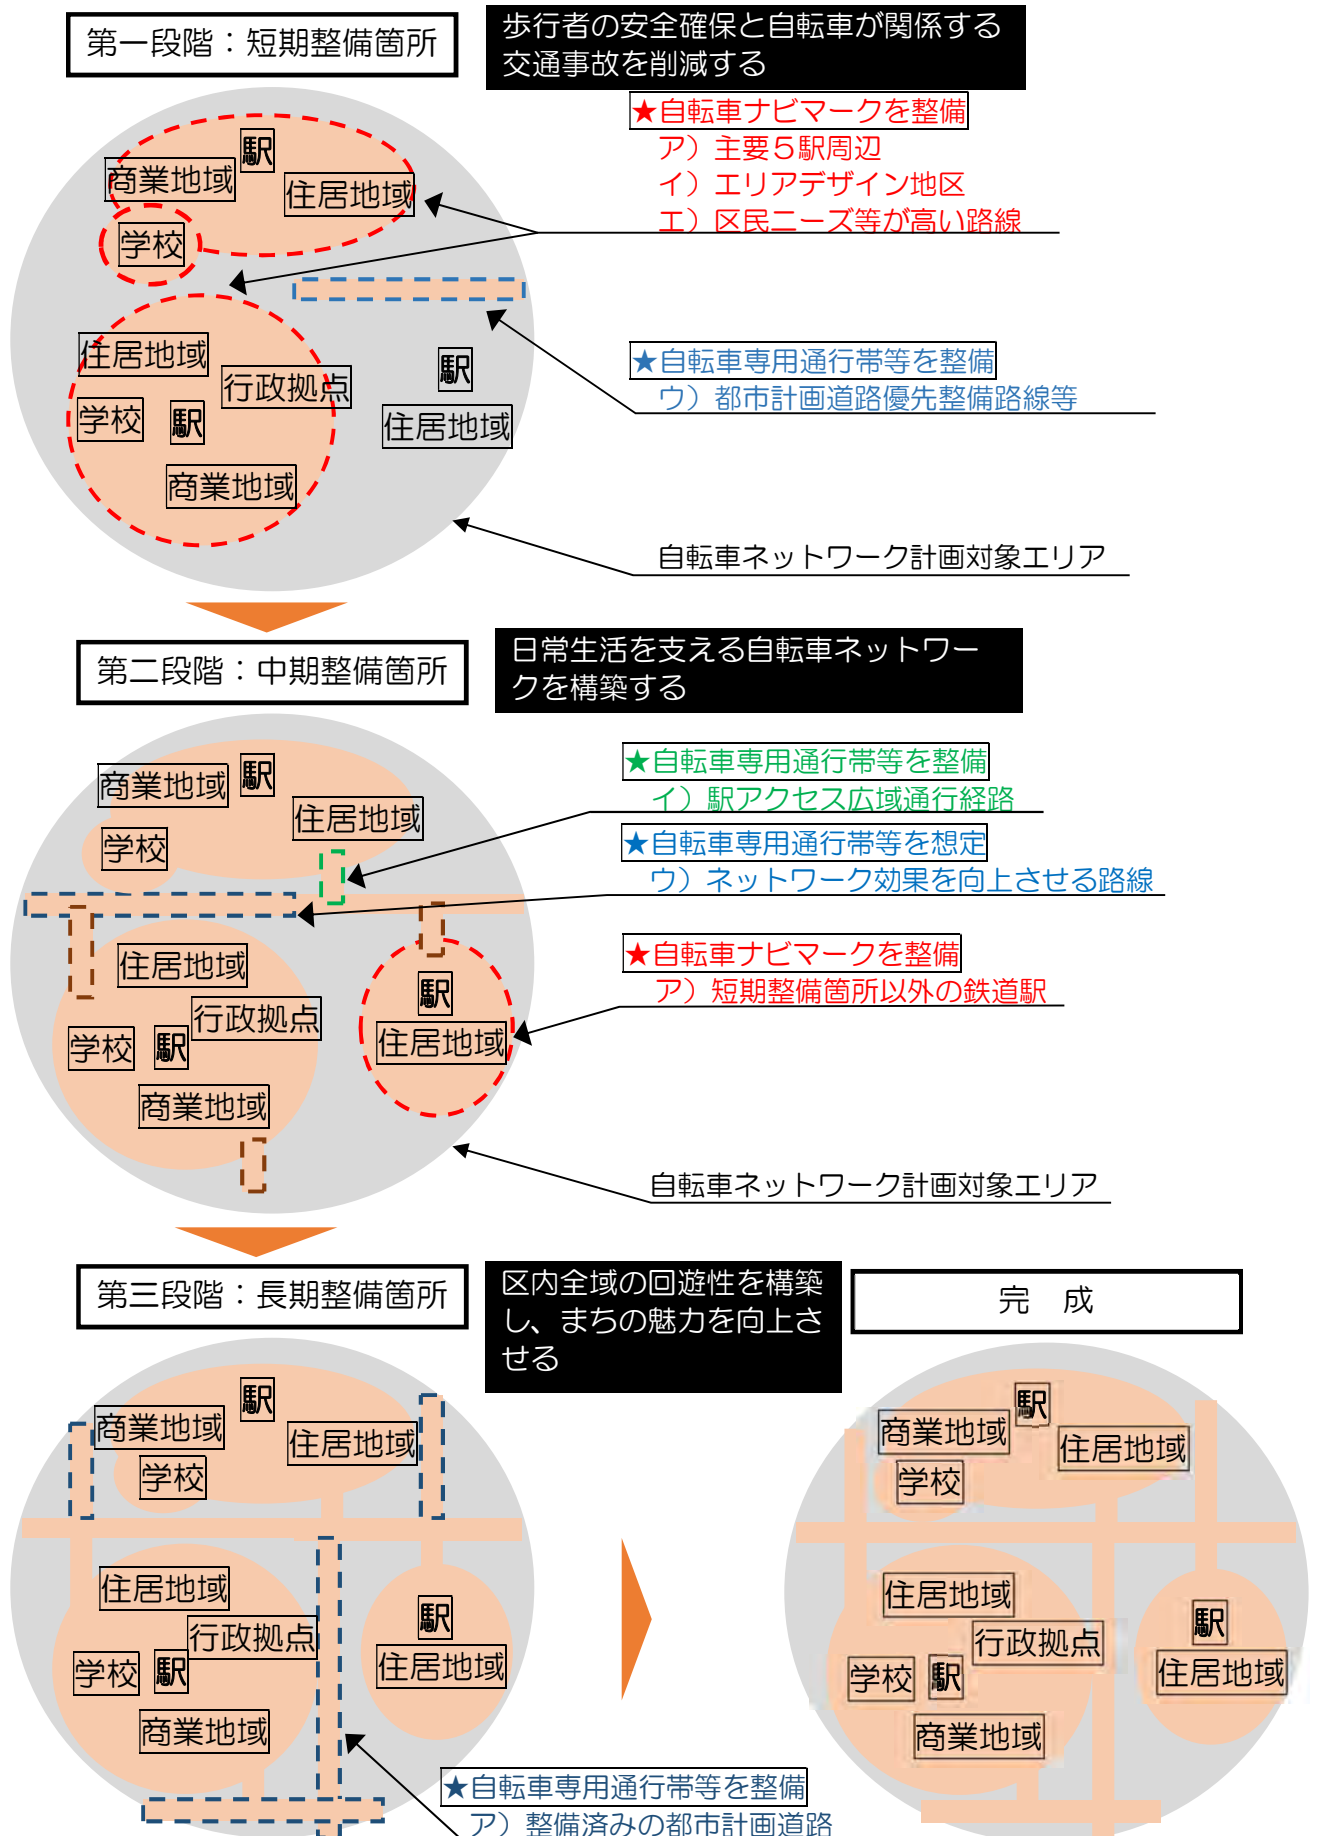 第一段階：短期整備箇所
歩行者の安全確保と自転車が関係する
交通事故を削減する
★自転車ナビマークを整備
ア）主要５駅周辺
イ）エリアデザイン地区
エ）区民ニーズ等が高い路線
駅
商業地域
住居地域
学校
★自転車専用通行帯等を整備
ウ）都市計画道路優先整備路線等
住居地域
行政拠点
駅
学校
駅
住居地域
商業地域
自転車ネットワーク計画対象エリア
第二段階：中期整備箇所
日常生活を支える自転車ネットワー
クを構築する
★自転車専用通行帯等を整備
イ）駅アクセス広域通行経路
★自転車専用通行帯等を想定
ウ）ネットワーク効果を向上させる路線
★自転車ナビマークを整備
ア）短期整備箇所以外の鉄道駅
駅
商業地域
住居地域
学校
住居地域
駅
行政拠点
学校
駅
住居地域
商業地域
自転車ネットワーク計画対象エリア
第三段階：長期整備箇所
区内全域の回遊性を構築
し、まちの魅力を向上さ
せる
完　成
駅
商業地域
住居地域
学校
住居地域
駅
行政拠点
学校
駅
住居地域
商業地域
★自転車専用通行帯等を整備
ア）整備済みの都市計画道路
駅
商業地域
住居地域
学校
住居地域
駅
行政拠点
学校
駅
住居地域
商業地域